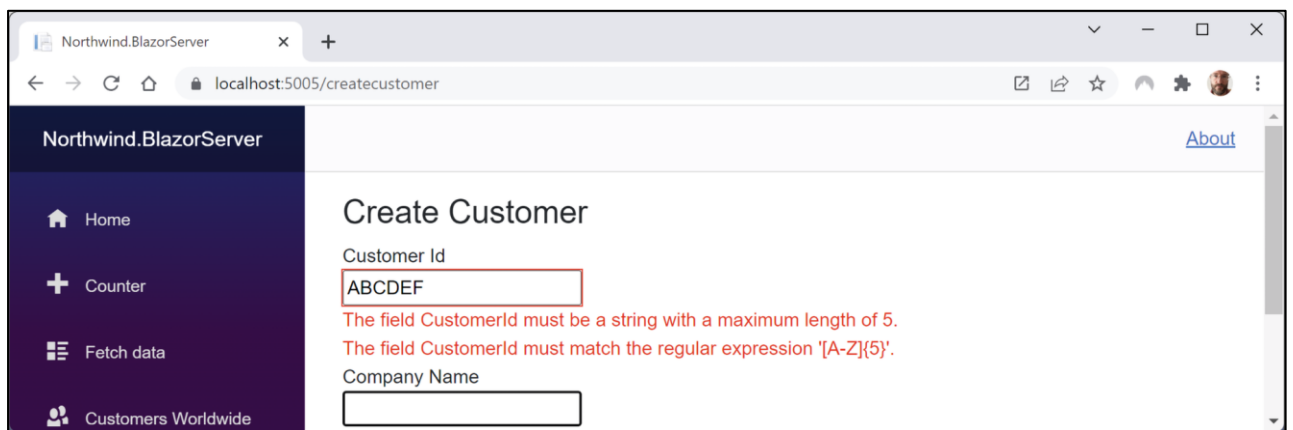 Northwind.BlazorServer
localhost:5005/createcustomer
Northwind.BlazorServer
About
Home
Counter
Fetch data
Customers Worldwide
Create Customer
Customer Id
ABCDEF
The field CustomerId must be a string with a maximum length of 5.
The field CustomerId must match the regular expression '[A-Z]{5}'.
Company Name